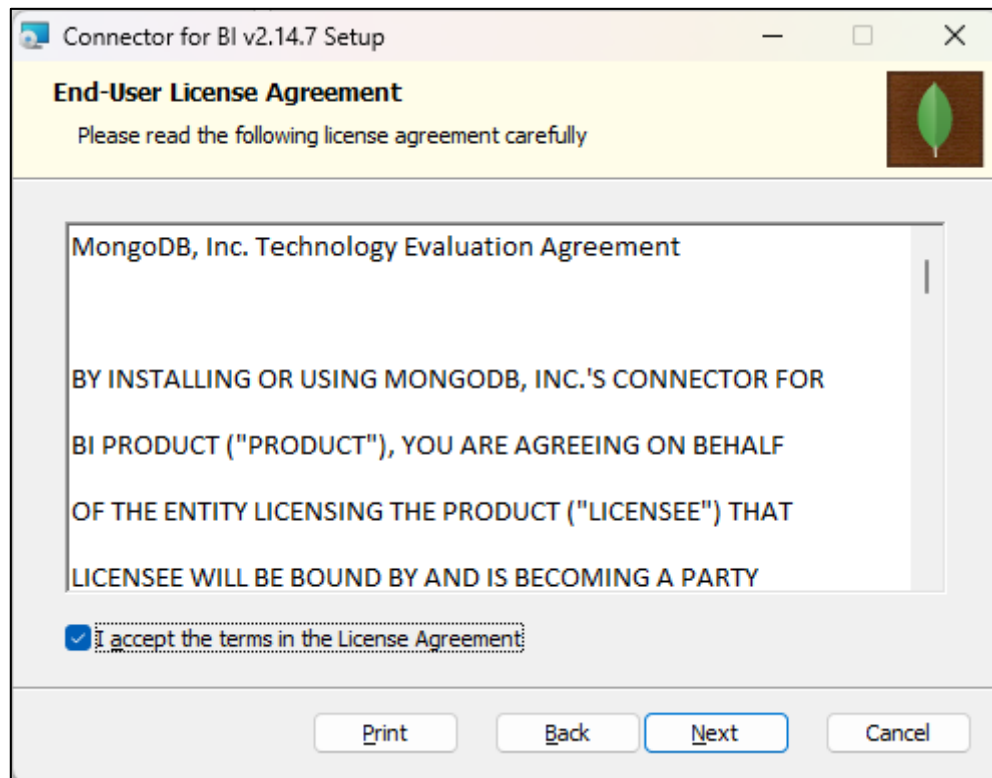 Connector for BI v2.14.7 Setup
End-User License Agreement
Please read the following license agreement carefully
MongoDB, Inc. Technology Evaluation Agreement
BY INSTALLING OR USING MONGODB, INC.'S CONNECTOR FOR
BI PRODUCT ("PRODUCT"), YOU ARE AGREEING ON BEHALF
OF THE ENTITY LICENSING THE PRODUCT ("LICENSEE") THAT
LICENSEE WILL BE BOUND BY AND IS BECOMING A PARTY
I accept the terms in the License Agreement
Print Back Next Cancel